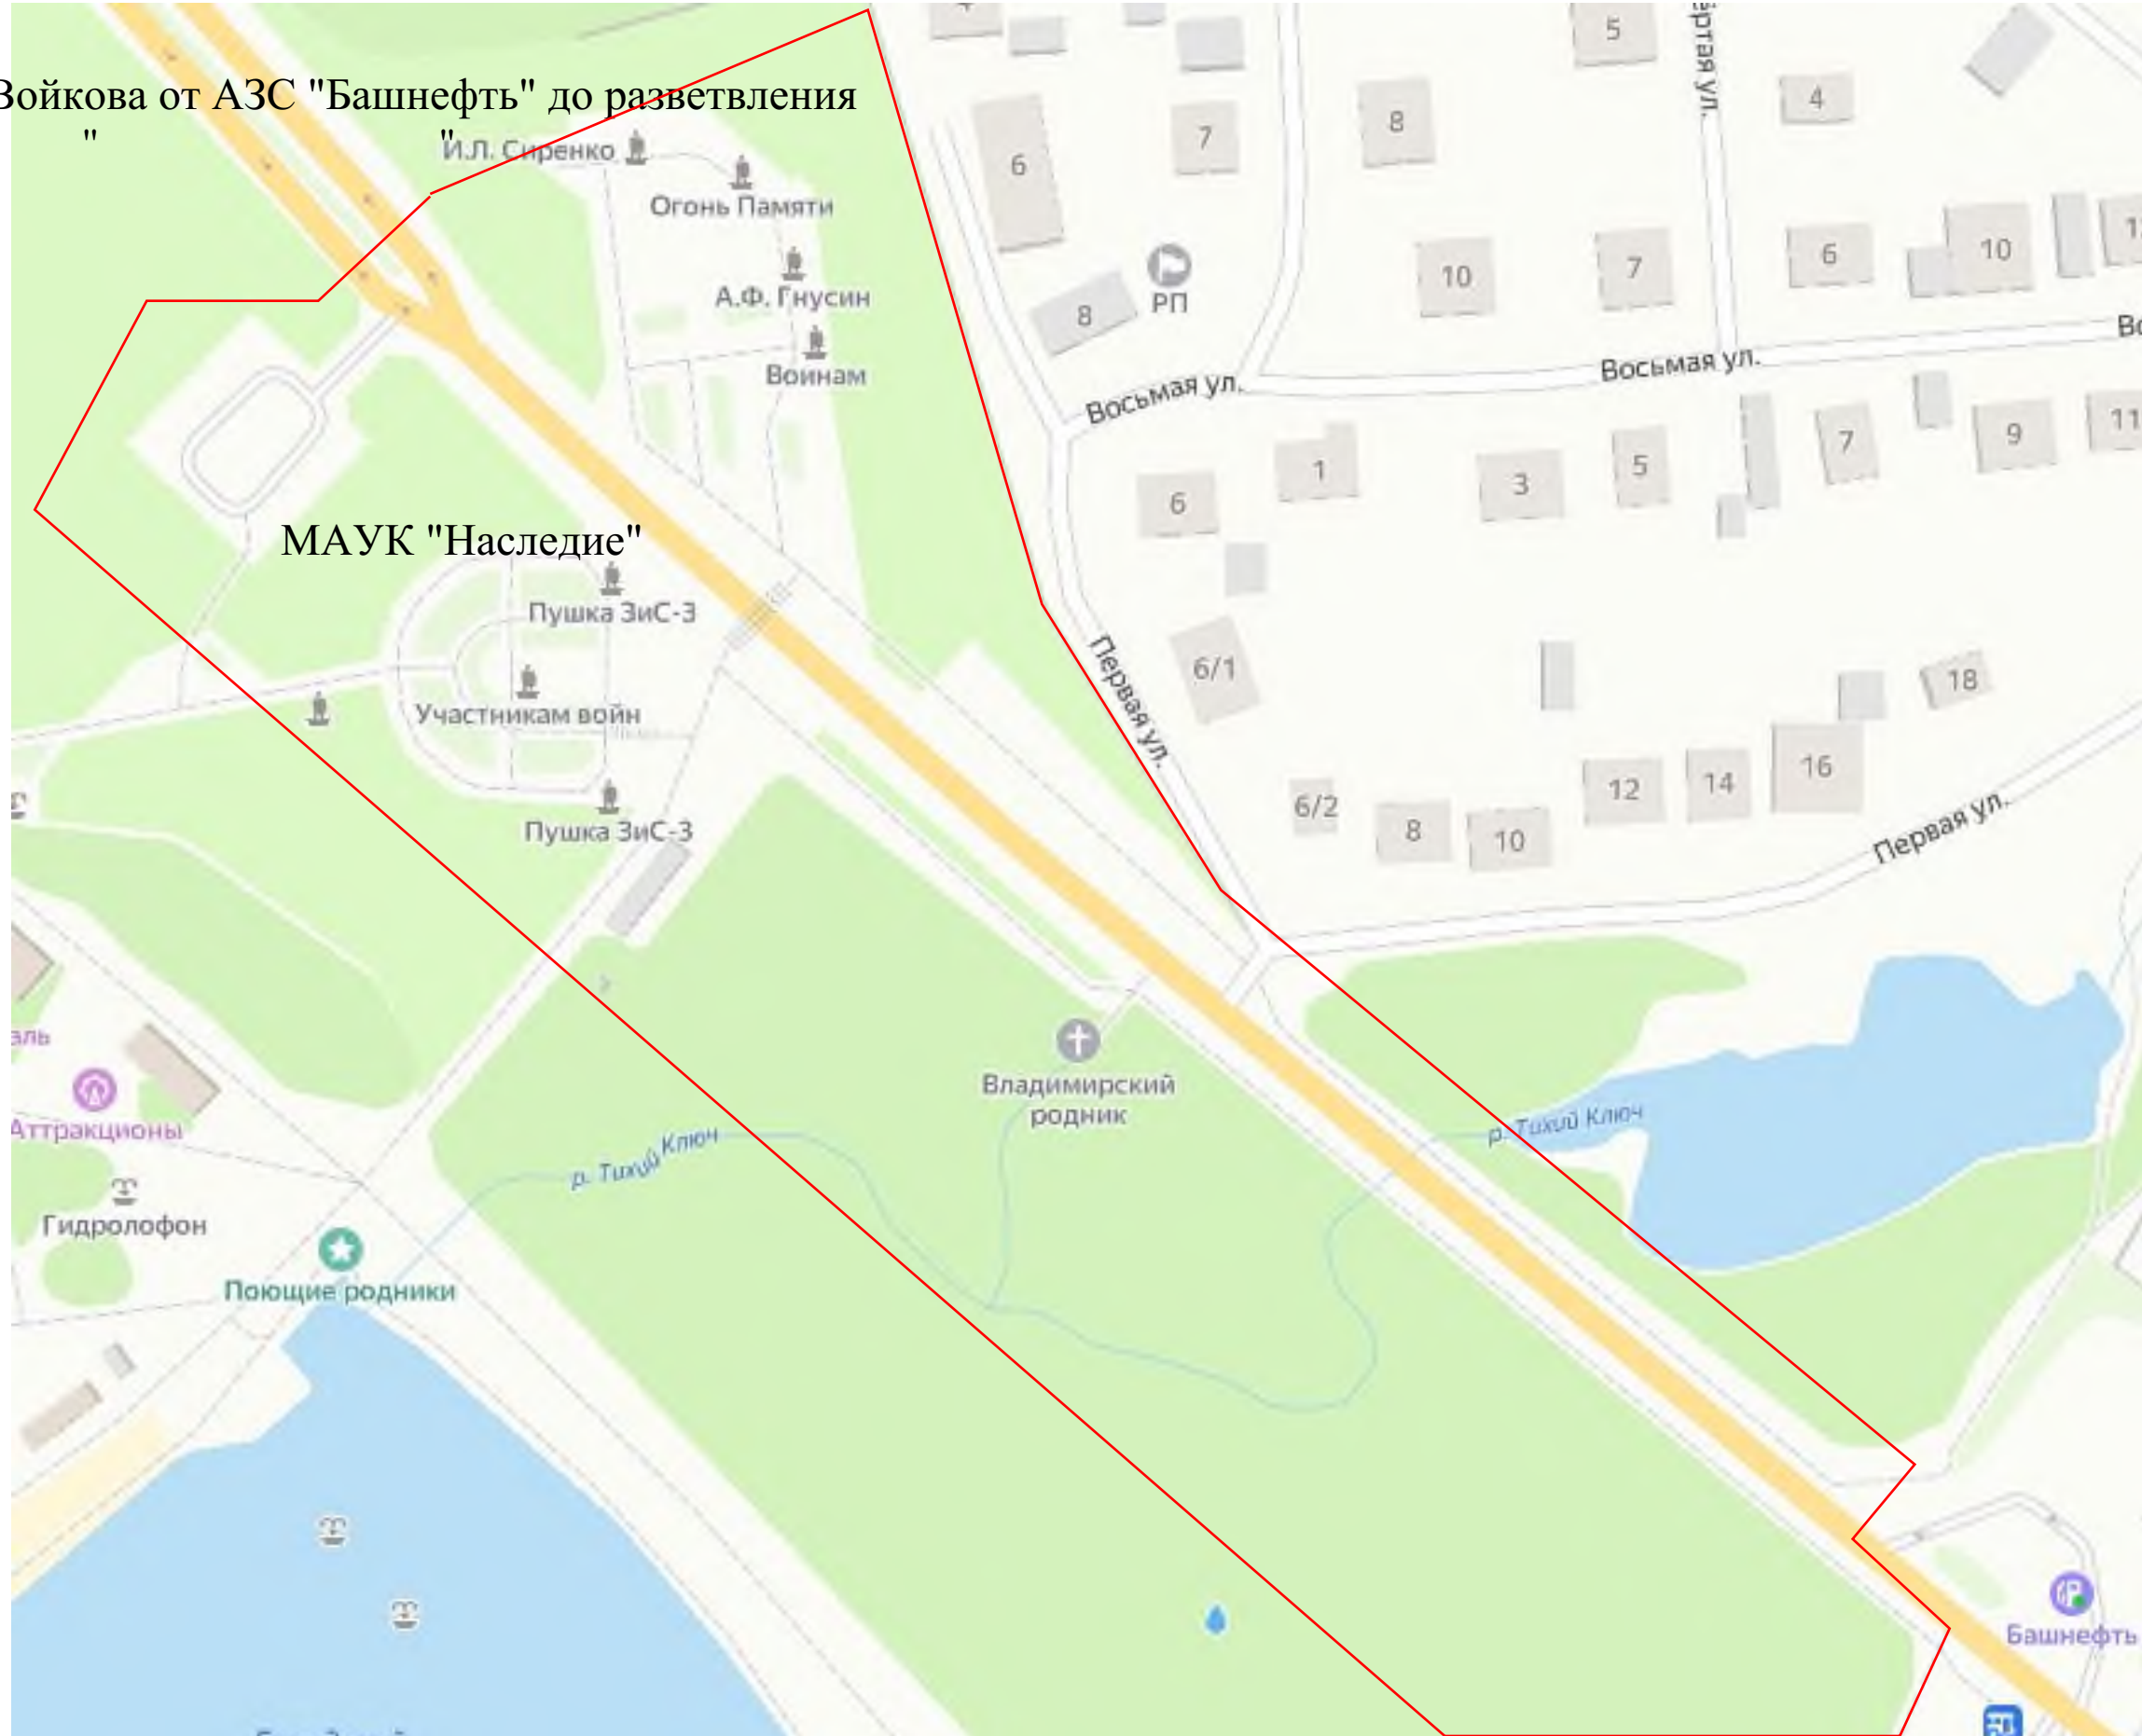 5
4
Войкова от АЗС "Башнефть" до разветвления
" "
И.Л. Сиренко
Огонь Памяти
А.Ф. Гнусин
Воинам
6
7
8
8
РП
10
7
6
10
Восьмая ул.
Восьмая ул.
6
1
3
5
7
9
11
МАУК "Наследие"
Пушка ЗиС-3
Участникам войн
Пушка ЗиС-3
Первая ул.
6/1
18
6/2
8
10
12
14
16
Первая ул.
Владимирский
родник
р. Тихий Ключ
р. Тихий Ключ
Аттракционы
Гидролофон
Поющие родники
Башнефть